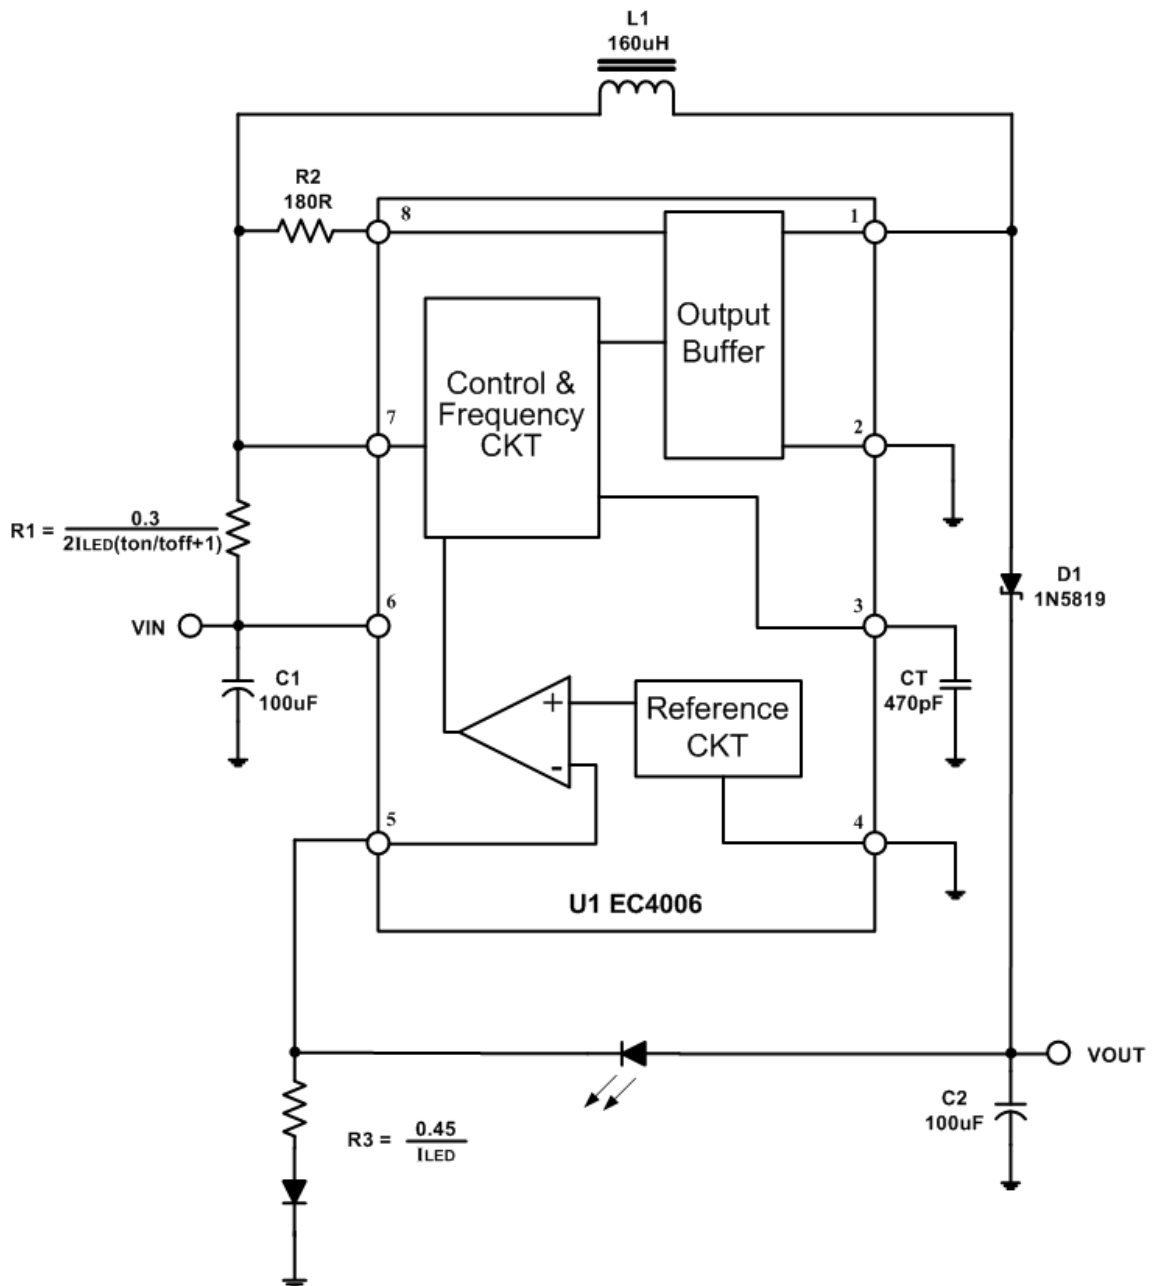 L1
160uH
R2
180R
8
1
Output
Buffer
Control &
Frequency
CKT
7
2
R1 = 0.3
2ILED(ton/toff+1)
D1
1N5819
6
3
VIN
C1
100uF
CT
470pF
+
-
Reference
CKT
5
4
U1 EC4006
VOUT
C2
100uF
R3 = 0.45
ILED